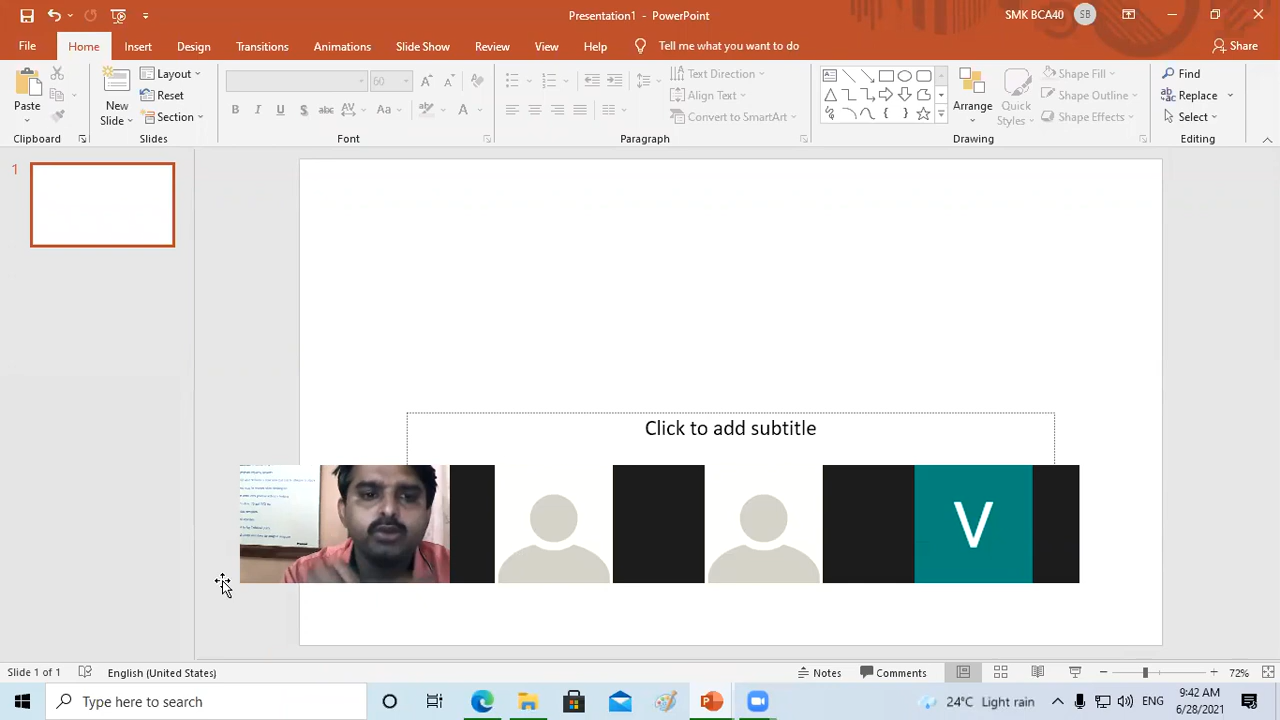 Presentation1 - PowerPoint
SMK BCA40
SB
File
Home
Insert
Design
Transitions
Animations
Slide Show
Review
View
Help
Tell me what you want to do
Share
Paste
Clipboard
New
Slide
Layout
Reset
Section
Slides
60
B
I
U
S
abc
AV
Aa
A
Font
Text Direction
Align Text
Convert to SmartArt
Paragraph
Arrange
Quick
Styles
Shape Fill
Shape Outline
Shape Effects
Drawing
Find
Replace
Select
Editing
1
Click to add subtitle
V
Slide 1 of 1
English (United States)
Notes
Comments
72%
Type here to search
24°C Light rain
ENG
9:42 AM
6/28/2021